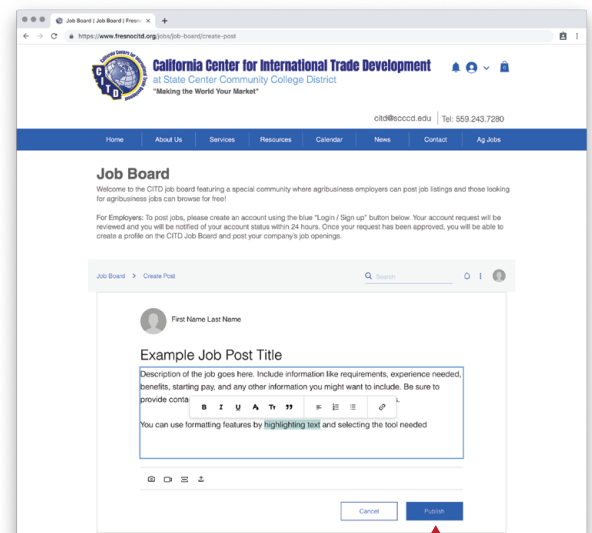 Job Board | Job Board | Fresno
https://www.fresnocitd.org/jobs/job-board/create-post
California Centers for International Trade Development
CITD
California Center for International Trade Development
at State Center Community College District
"Making the World Your Market"
citd@scccd.edu | Tel: 559.243.7280
Home About Us Services Resources Calendar News Contact Ag Jobs
Job Board
Welcome to the CITD job board featuring a special community where agribusiness employers can post job listings and those looking
for agribusiness jobs can browse for free!
For Employers: To post jobs, please create an account using the blue "Login / Sign up" button below. Your account request will be
reviewed and you will be notified of your account status within 24 hours. Once your request has been approved, you will be able to
create a profile on the CITD Job Board and post your company's job openings.
Job Board > Create Post Search
First Name Last Name
Example Job Post Title
Description of the job goes here. Include information like requirements, experience needed,
benefits, starting pay, and any other information you might want to include. Be sure to
provide conta s.
B I U A Tт ❞
You can use formatting features by highlighting text and selecting the tool needed
Cancel Publish